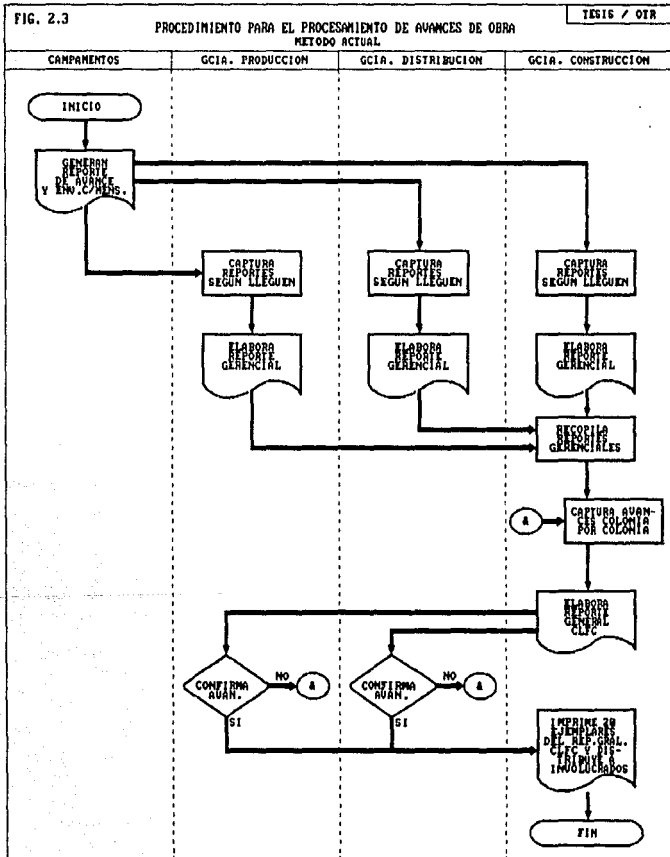 FIG. 2.3
TESIS / OTR
PROCEDIMIENTO PARA EL PROCESAMIENTO DE AVANCES DE OBRA
METODO ACTUAL
CAMPAMENTOS
GCIA. PRODUCCION
GCIA. DISTRIBUCION
GCIA. CONSTRUCCION
INICIO
GENERAN
REPORTE
DE AVANCE
Y ENV.C/MENS.
CAPTURA
REPORTES
SEGUN LLEGUEN
CAPTURA
REPORTES
SEGUN LLEGUEN
CAPTURA
REPORTES
SEGUN LLEGUEN
ELABORA
REPORTE
GERENCIAL
ELABORA
REPORTE
GERENCIAL
ELABORA
REPORTE
GERENCIAL
RECOPILA
REPORTES
GERENCIALES
A
CAPTURA AVAN-
CES COLONIA
POR COLONIA
ELABORA
REPORTE
GENERAL
CLFC
CONFIRMA
AVAN.
NO
A
SI
CONFIRMA
AVAN.
NO
A
SI
IMPRIME 20
EJEMPLARES
DEL REP.GRAL.
CLFC Y DIS-
TRIBUYE A
INVOLUCRADOS
FIN